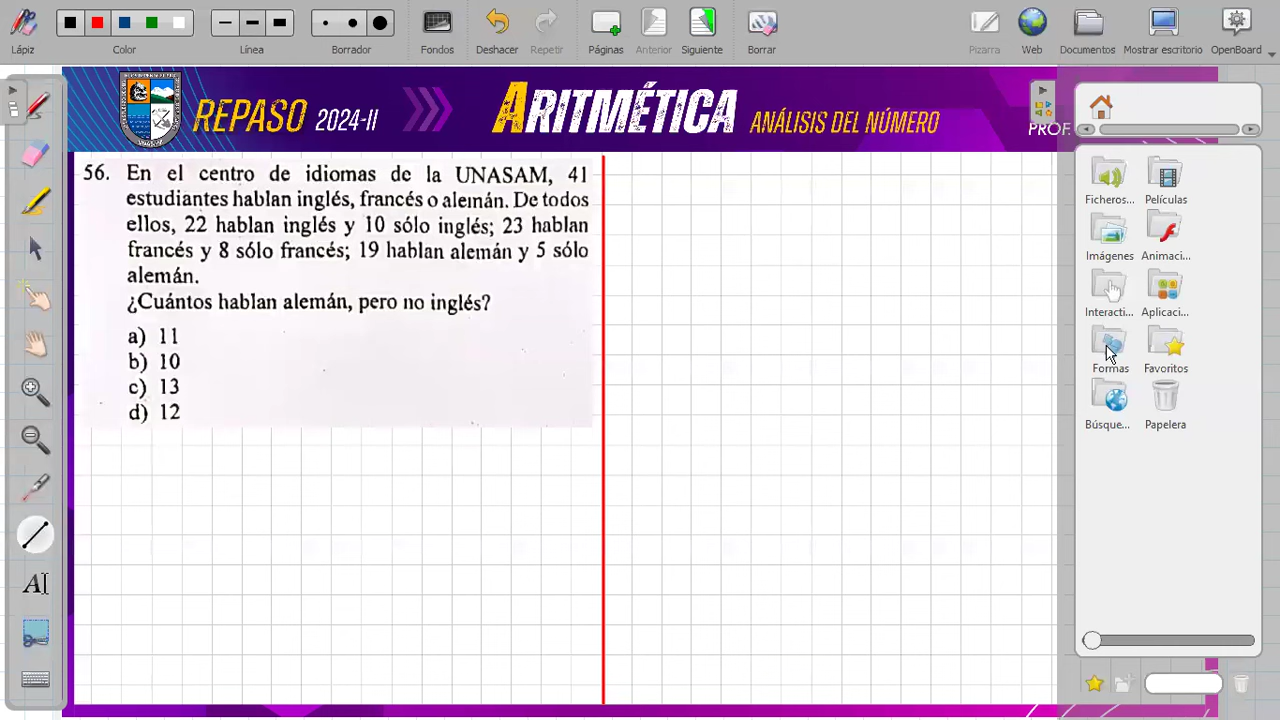 Lápiz
Color
Línea
Borrador
Fondos
Deshacer
Repetir
Páginas
Anterior
Siguiente
Borrar
Pizarra
Web
Documentos
Mostrar escritorio
OpenBoard
REPASO 2024-II
ARITMÉTICA
ANÁLISIS DEL NÚMERO
PROF.
56. En el centro de idiomas de la UNASAM, 41
estudiantes hablan inglés, francés o alemán. De todos
ellos, 22 hablan inglés y 10 sólo inglés; 23 hablan
francés y 8 sólo francés; 19 hablan alemán y 5 sólo
alemán.
¿Cuántos hablan alemán, pero no inglés?
a) 11
b) 10
c) 13
d) 12
Ficheros...
Películas
Imágenes
Animaci...
Interacti...
Aplicaci...
Formas
Favoritos
Búsque...
Papelera